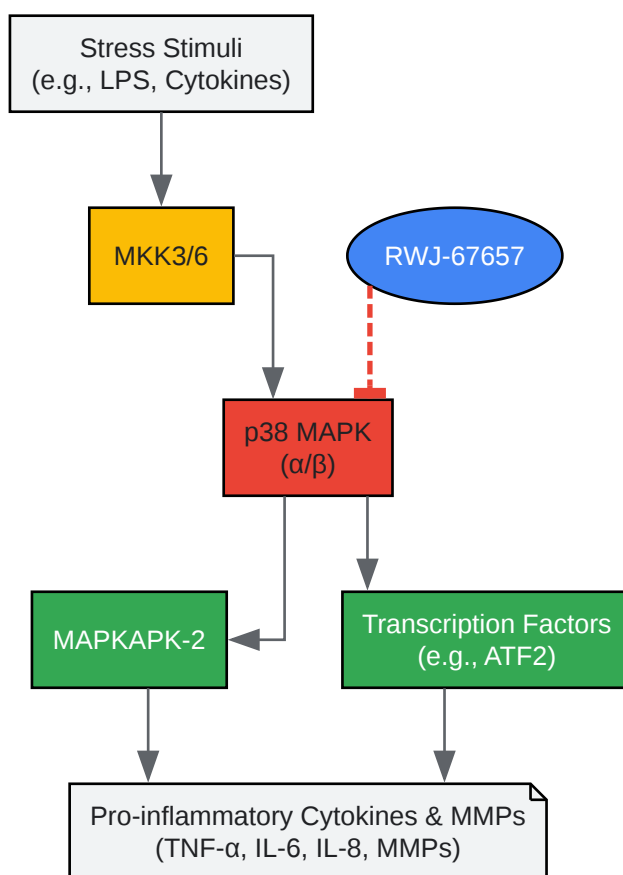 Stress Stimuli
(e.g., LPS, Cytokines)
MKK3/6
RWJ-67657
p38 MAPK
(α/β)
MAPKAPK-2
Transcription Factors
(e.g., ATF2)
Pro-inflammatory Cytokines & MMPs
(TNF-α, IL-6, IL-8, MMPs)